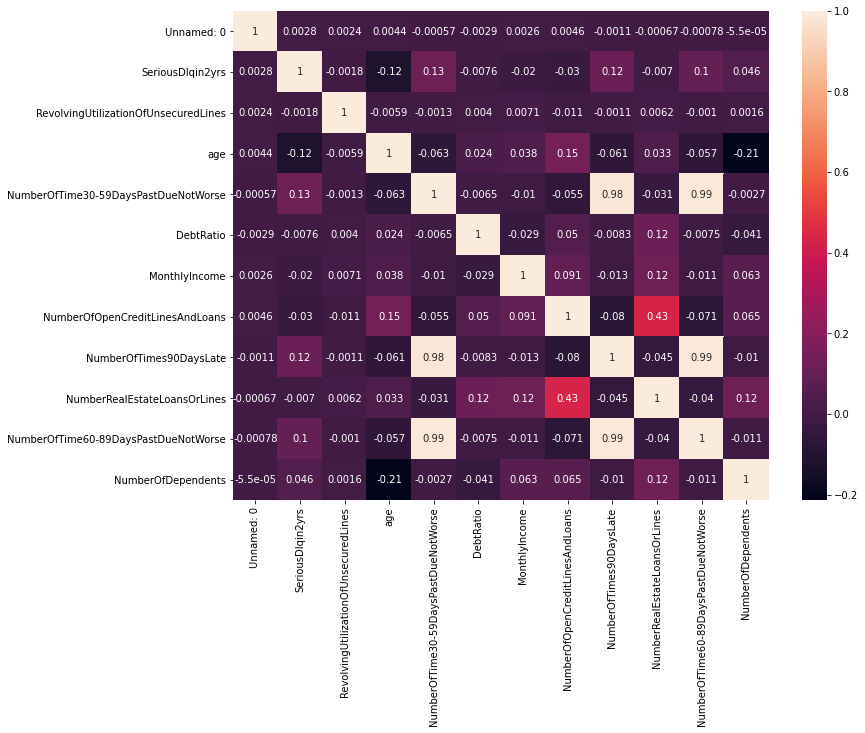 Unnamed: 0 1 0.0028 0.0024 0.0044 -0.00057 -0.0029 0.0026 0.0046 -0.0011 -0.00067 -0.00078 -5.5e-05
SeriousDlqin2yrs 0.0028 1 -0.0018 -0.12 0.13 -0.0076 -0.02 -0.03 0.12 -0.007 0.1 0.046
RevolvingUtilizationOfUnsecuredLines 0.0024 -0.0018 1 -0.0059 -0.0013 0.004 0.0071 -0.011 -0.0011 0.0062 -0.001 0.0016
age 0.0044 -0.12 -0.0059 1 -0.063 0.024 0.038 0.15 -0.061 0.033 -0.057 -0.21
NumberOfTime30-59DaysPastDueNotWorse -0.00057 0.13 -0.0013 -0.063 1 -0.0065 -0.01 -0.055 0.98 -0.031 0.99 -0.0027
DebtRatio -0.0029 -0.0076 0.004 0.024 -0.0065 1 -0.029 0.05 -0.0083 0.12 -0.0075 -0.041
MonthlyIncome 0.0026 -0.02 0.0071 0.038 -0.01 -0.029 1 0.091 -0.013 0.12 -0.011 0.063
NumberOfOpenCreditLinesAndLoans 0.0046 -0.03 -0.011 0.15 -0.055 0.05 0.091 1 -0.08 0.43 -0.071 0.065
NumberOfTimes90DaysLate -0.0011 0.12 -0.0011 -0.061 0.98 -0.0083 -0.013 -0.08 1 -0.045 0.99 -0.01
NumberRealEstateLoansOrLines -0.00067 -0.007 0.0062 0.033 -0.031 0.12 0.12 0.43 -0.045 1 -0.04 0.12
NumberOfTime60-89DaysPastDueNotWorse -0.00078 0.1 -0.001 -0.057 0.99 -0.0075 -0.011 -0.071 0.99 -0.04 1 -0.011
NumberOfDependents -5.5e-05 0.046 0.0016 -0.21 -0.0027 -0.041 0.063 0.065 -0.01 0.12 -0.011 1
Unnamed: 0
SeriousDlqin2yrs
RevolvingUtilizationOfUnsecuredLines
age
NumberOfTime30-59DaysPastDueNotWorse
DebtRatio
MonthlyIncome
NumberOfOpenCreditLinesAndLoans
NumberOfTimes90DaysLate
NumberRealEstateLoansOrLines
NumberOfTime60-89DaysPastDueNotWorse
NumberOfDependents
1.0
0.8
0.6
0.4
0.2
0.0
−0.2